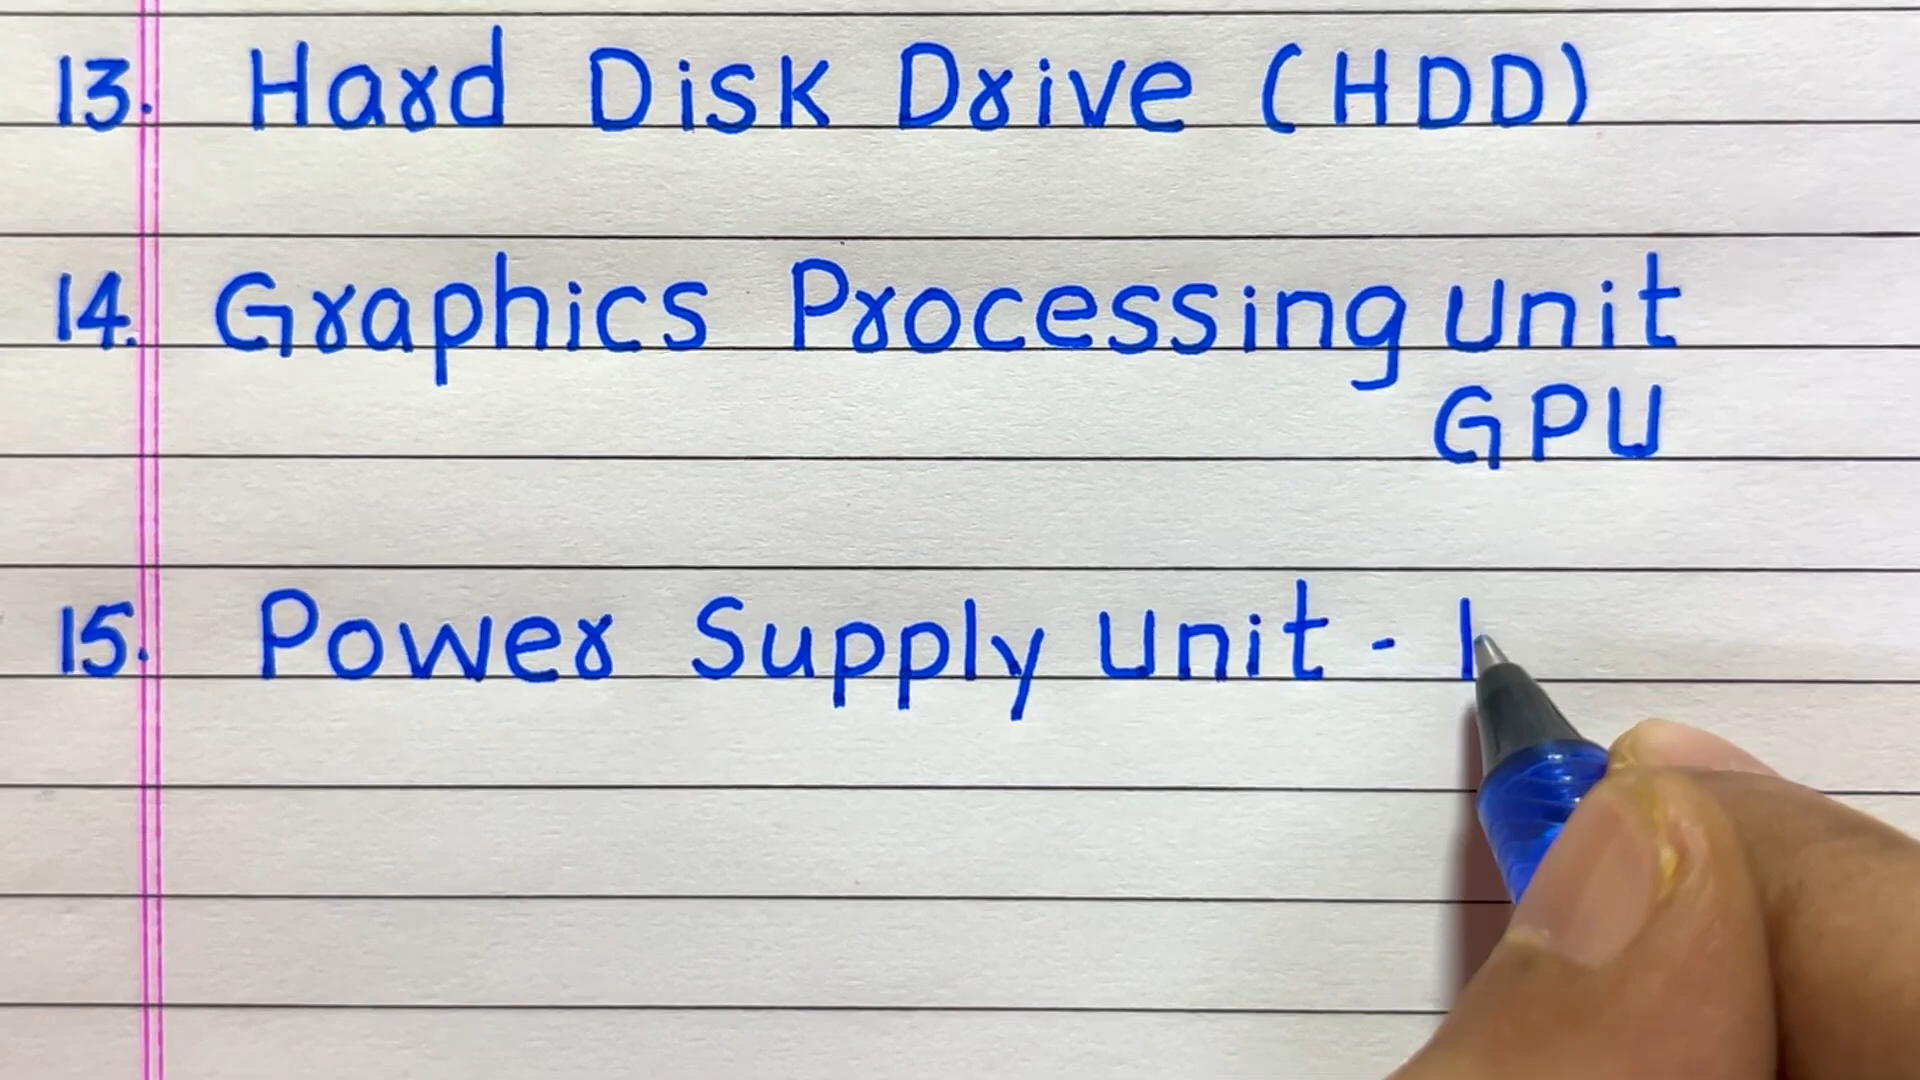 13. Hard Disk Drive (HDD)
14. Graphics Processing Unit
GPU
15. Power Supply Unit -